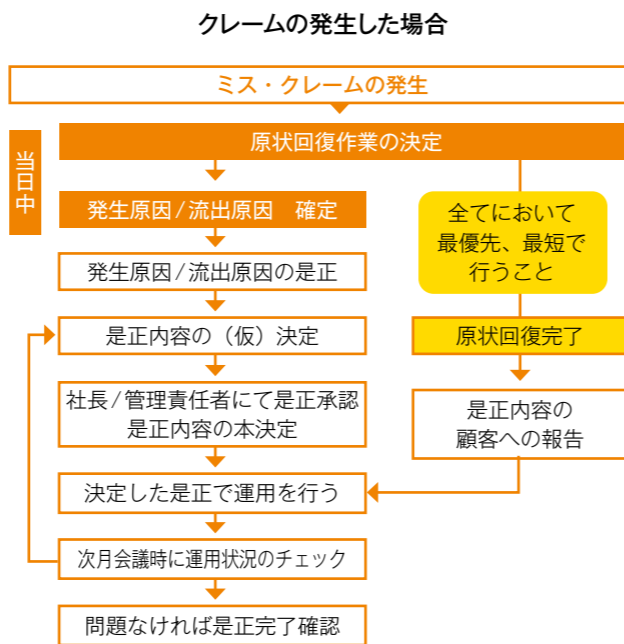 クレームの発生した場合
ミス・クレームの発生
当日中
原状回復作業の決定
発生原因/流出原因　確定
発生原因/流出原因の是正
是正内容の（仮）決定
社長/管理責任者にて是正承認
是正内容の本決定
決定した是正で運用を行う
次月会議時に運用状況のチェック
問題なければ是正完了確認
全てにおいて
最優先、最短で
行うこと
原状回復完了
是正内容の
顧客への報告